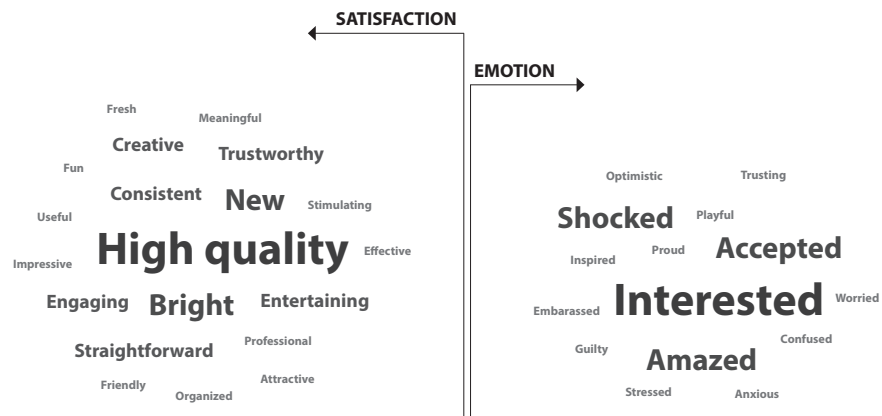 SATISFACTION
EMOTION
Fresh
Meaningful
Creative
Trustworthy
Fun
Consistent
New
Stimulating
Useful
High quality
Effective
Impressive
Engaging
Bright
Entertaining
Straightforward
Professional
Friendly
Organized
Attractive
Optimistic
Trusting
Shocked
Playful
Accepted
Inspired
Proud
Interested
Worried
Embarassed
Guilty
Amazed
Confused
Stressed
Anxious